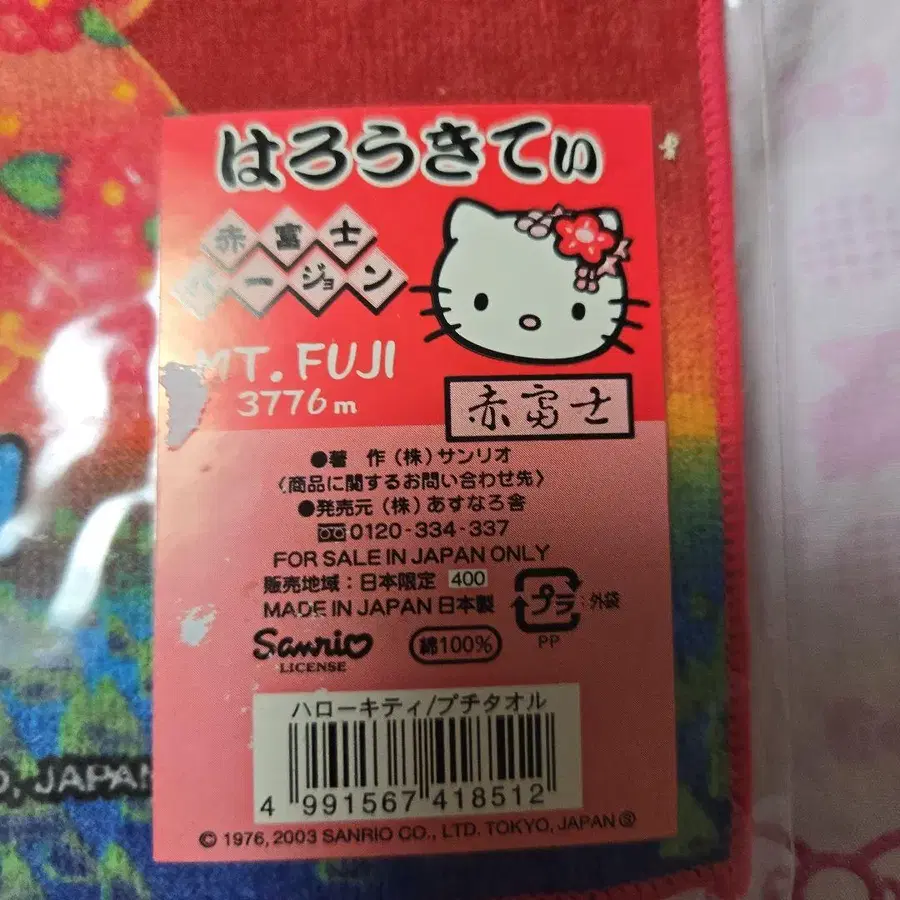 はろうきてぃ
赤富士
バージョン
MT. FUJI
3776m
赤富士
●著 作(株)サンリオ
〈商品に関するお問い合わせ先〉
●発売元(株)あすなろ舎
0120-334-337
FOR SALE IN JAPAN ONLY
販売地域:日本限定 400
MADE IN JAPAN 日本製
プラ
:外袋
PP
Sanrio
LICENSE
綿100%
ハローキティ/プチタオル
4 991567 418512
© 1976, 2003 SANRIO CO., LTD. TOKYO, JAPAN Ⓢ
O, JAPAN